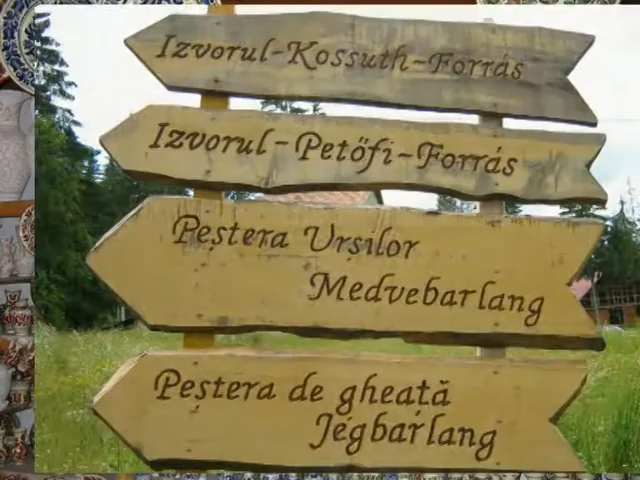 Izvorul-Kossuth-Forrás
Izvorul-Petőfi-Forrás
Peștera Urșilor
Medvebarlang
Peștera de gheață
Jégbarlang